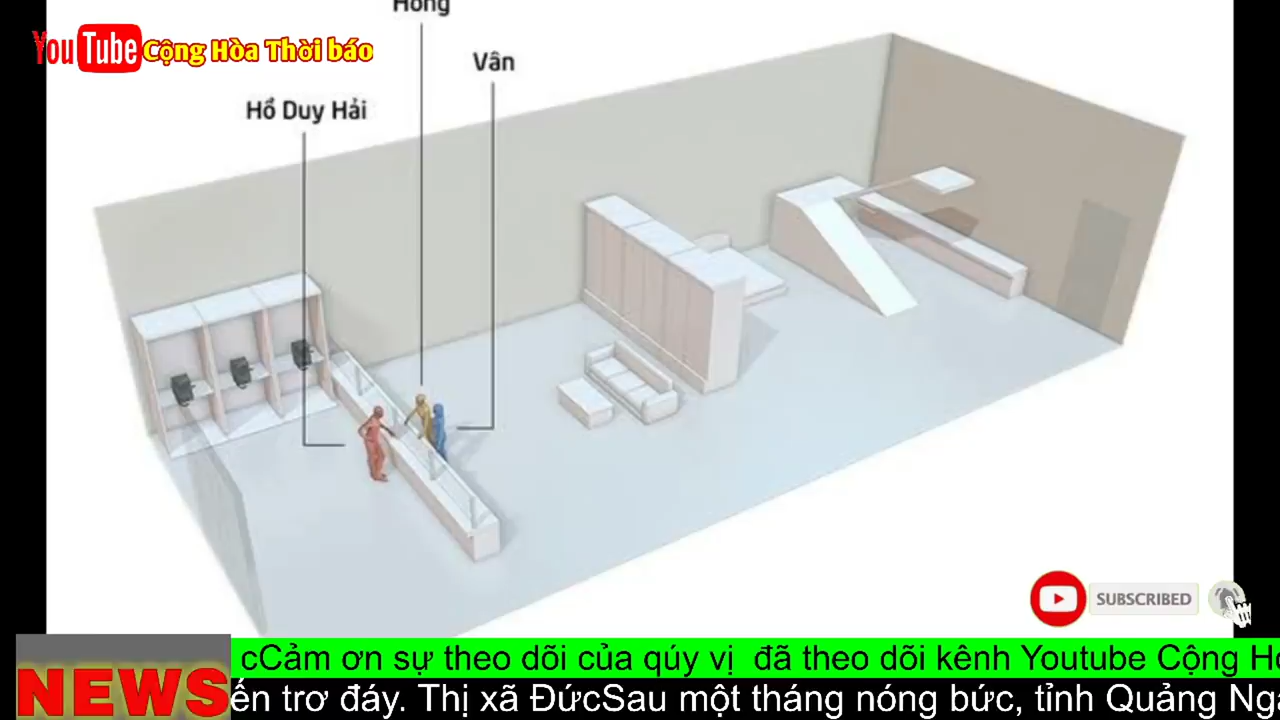 Hồng
YouTube Cộng Hòa Thời báo
Vân
Hồ Duy Hải
SUBSCRIBED
cCảm ơn sự theo dõi của qúy vị đã theo dõi kênh Youtube Cộng
NEWS
ến trơ đáy. Thị xã ĐứcSau một tháng nóng bức, tỉnh Quảng